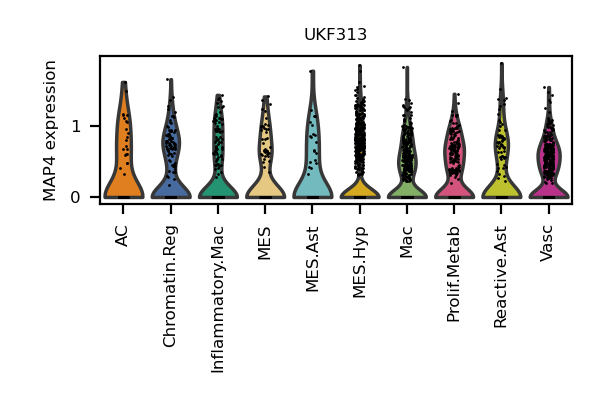 UKF313
MAP4 expression
1
0
AC
Chromatin.Reg
Inflammatory.Mac
MES
MES.Ast
MES.Hyp
Mac
Prolif.Metab
Reactive.Ast
Vasc